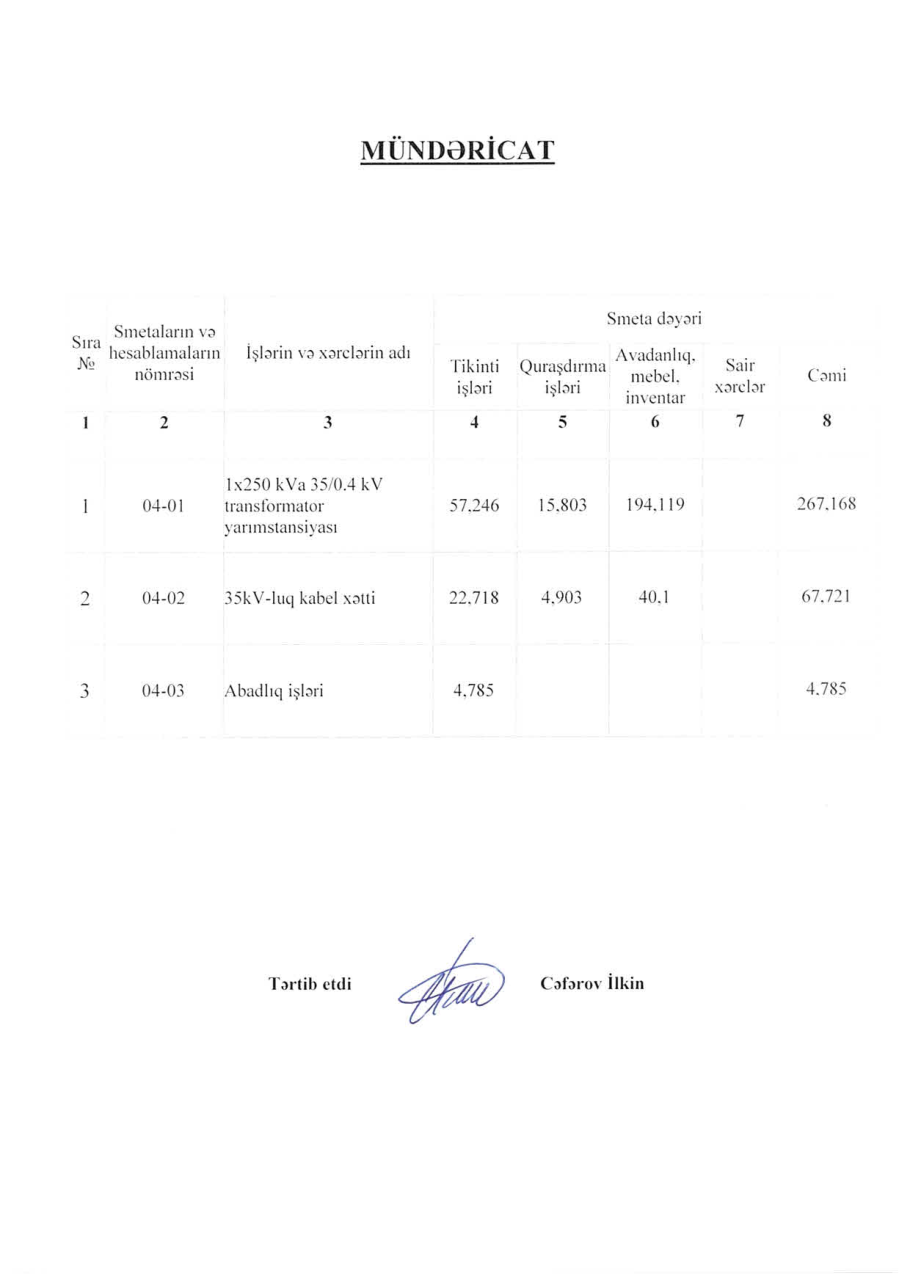 MÜNDƏRİCAT
Smeta dəyəri
Sıra №
Smetaların və hesablamaların nömrəsi
İşlərin və xərclərin adı
Tikinti işləri
Quraşdırma işləri
Avadanlıq, mebel, inventar
Sair xərclər
Cəmi
1 2 3 4 5 6 7 8
1 04-01 1x250 kVa 35/0.4 kV transformator yarımstansiyası 57,246 15,803 194,119 267,168
2 04-02 35kV-luq kabel xətti 22,718 4,903 40,1 67,721
3 04-03 Abadlıq işləri 4,785 4,785
Tərtib etdi Cəfərov İlkin